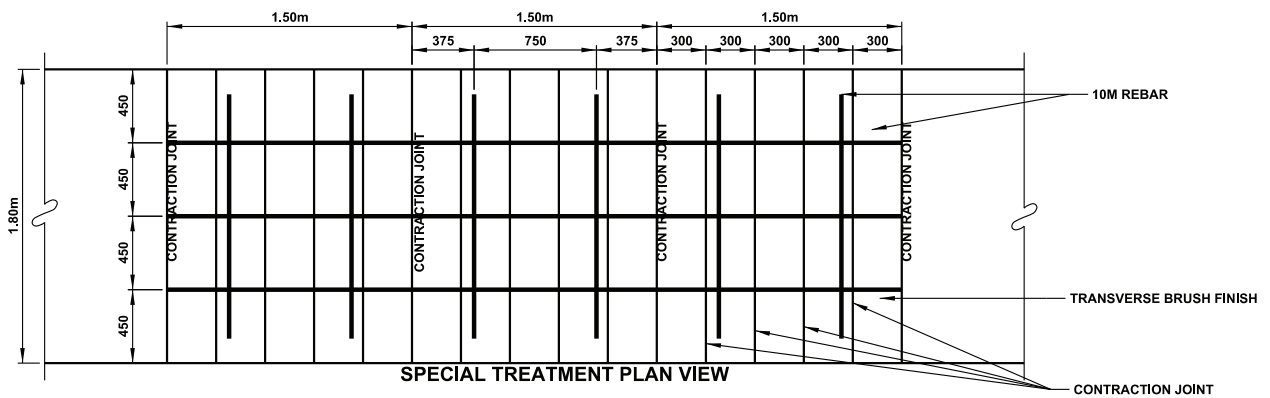 1.50m 1.50m 1.50m
375 750 375 300 300 300 300 300
450
450
450
450
1.80m
CONTRACTION JOINT
CONTRACTION JOINT
CONTRACTION JOINT
CONTRACTION JOINT
10M REBAR
TRANSVERSE BRUSH FINISH
CONTRACTION JOINT
SPECIAL TREATMENT PLAN VIEW